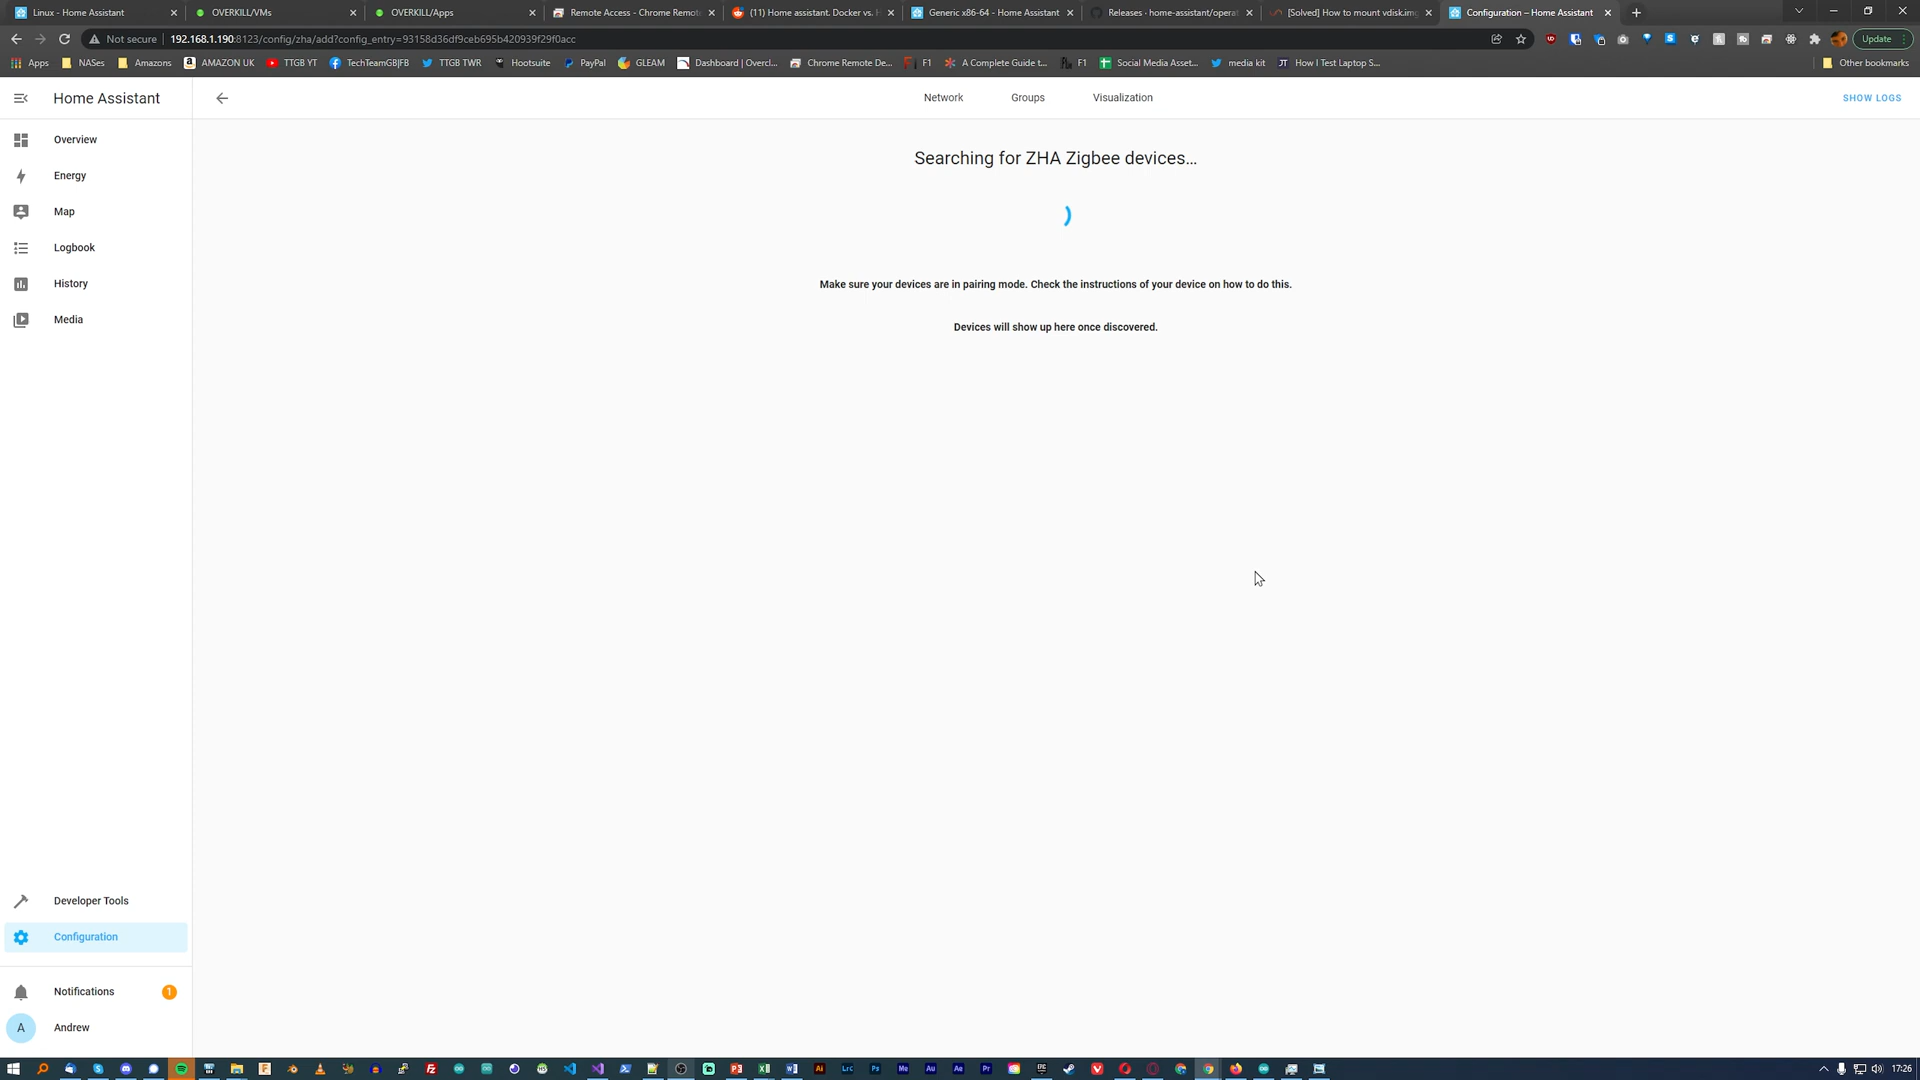 Linux - Home Assistant
OVERKILL/VMs
OVERKILL/Apps
Remote Access - Chrome Remot
(11) Home assistant. Docker vs. H
Generic x86-64 - Home Assistant
Releases · home-assistant/operat
[Solved] How to mount vdisk.img
Configuration – Home Assistant
Not secure
192.168.1.190:8123/config/zha/add?config_entry=93158d36df9ceb695b420939f29f0acc
Update
Apps
NASes
Amazons
AMAZON UK
TTGB YT
TechTeamGB|FB
TTGB TWR
Hootsuite
PayPal
GLEAM
Dashboard | Overcl...
Chrome Remote De...
F1
A Complete Guide t...
F1
Social Media Asset...
media kit
How I Test Laptop S...
Other bookmarks
Home Assistant
Network
Groups
Visualization
SHOW LOGS
Overview
Energy
Map
Logbook
History
Media
Searching for ZHA Zigbee devices...
Make sure your devices are in pairing mode. Check the instructions of your device on how to do this.
Devices will show up here once discovered.
Developer Tools
Configuration
Notifications
1
A
Andrew
17:26